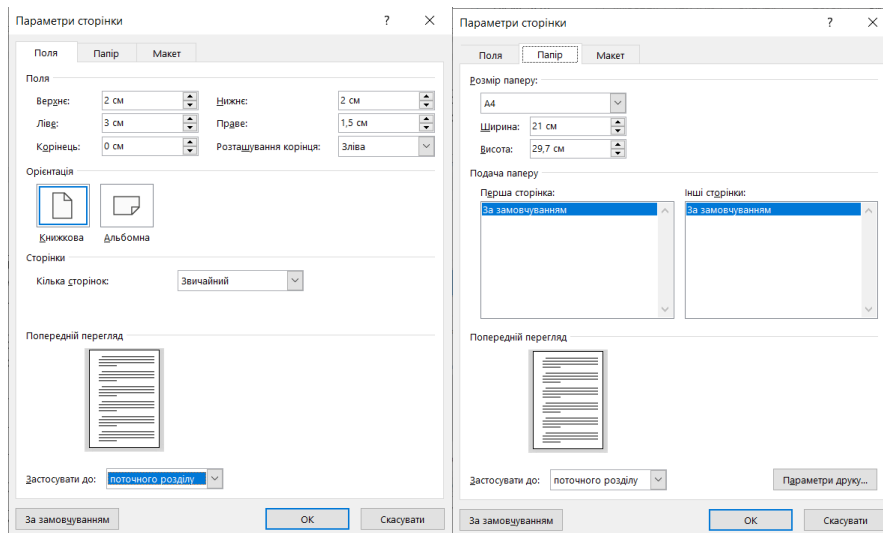 Параметри сторінки ? ×
Поля Папір Макет
Поля
Верхнє: 2 см Нижнє: 2 см
Ліве: 3 см Праве: 1,5 см
Корінець: 0 см Розташування корінця: Зліва
Орієнтація
Книжкова Альбомна
Сторінки
Кілька сторінок: Звичайний
Попередній перегляд
Застосувати до: поточного розділу
За замовчуванням ОК Скасувати
Параметри сторінки ? ×
Поля Папір Макет
Розмір паперу:
A4
Ширина: 21 см
Висота: 29,7 см
Подача паперу
Перша сторінка: Інші сторінки:
За замовчуванням За замовчуванням
Попередній перегляд
Застосувати до: поточного розділу Параметри друку...
За замовчуванням ОК Скасувати